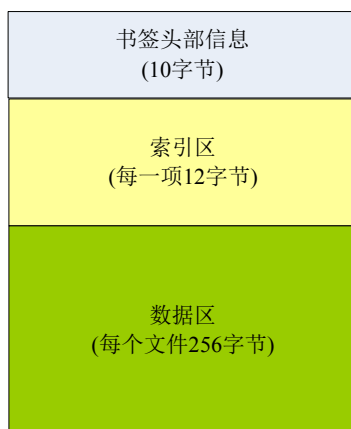 书签头部信息
(10字节)
索引区
(每一项12字节)
数据区
(每个文件256字节)